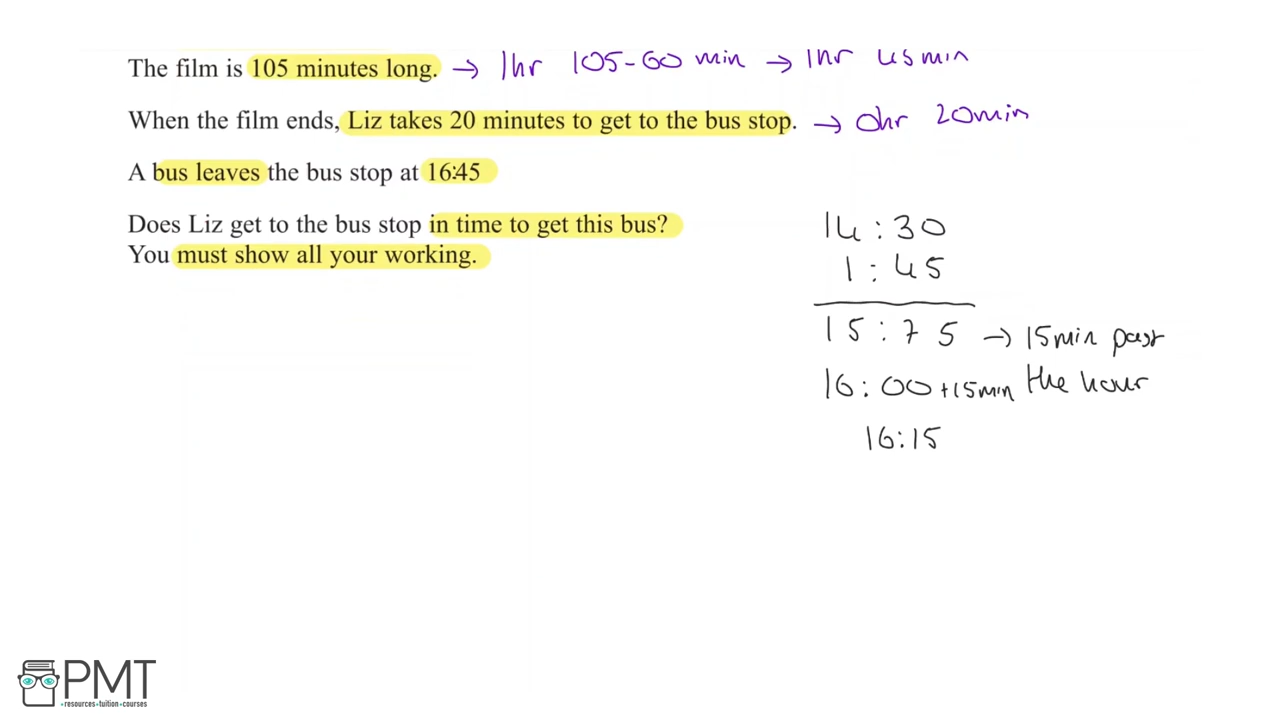 The film is 105 minutes long. → 1hr 105-60 min → 1hr 45min
When the film ends, Liz takes 20 minutes to get to the bus stop. → 0hr 20min
A bus leaves the bus stop at 16:45
Does Liz get to the bus stop in time to get this bus?
You must show all your working.
14:30
1:45
15:75 → 15min past
16:00+15min the hour
16:15
PMT
•resources•tuition•courses